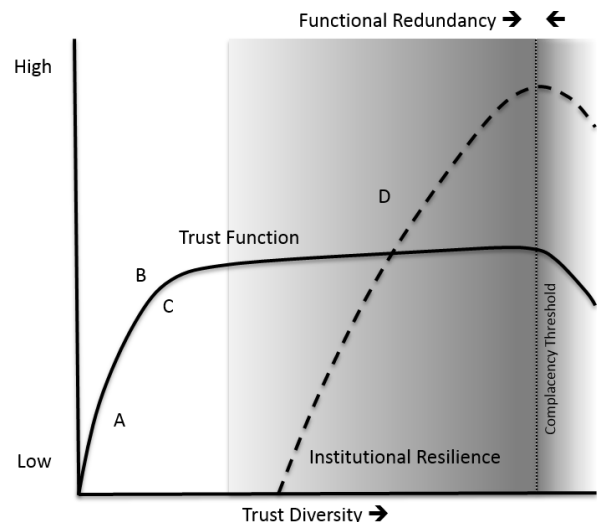 Functional Redundancy → ←
High
D
Trust Function
B
C
Complacency Threshold
A
Low
Institutional Resilience
Trust Diversity →